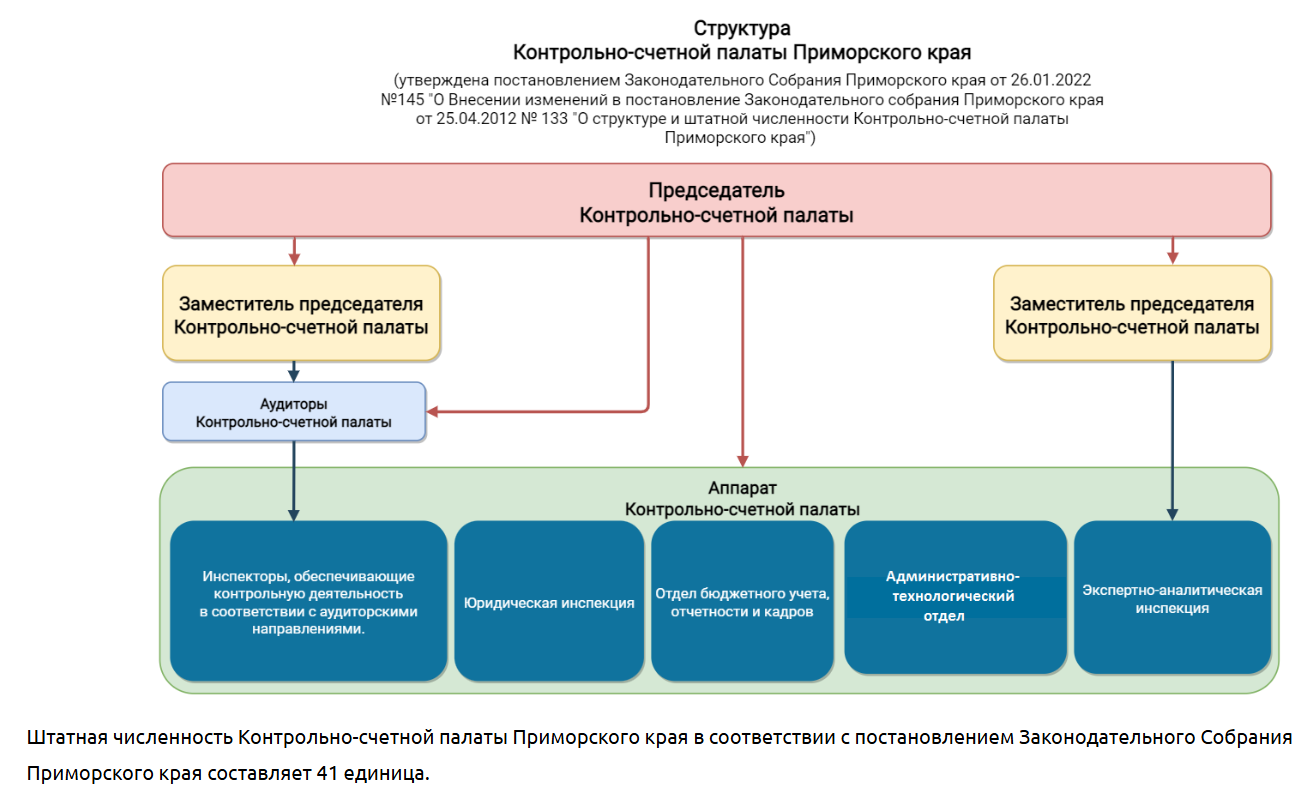 Структура
Контрольно-счетной палаты Приморского края
(утверждена постановлением Законодательного Собрания Приморского края от 26.01.2022
№145 "О Внесении изменений в постановление Законодательного собрания Приморского края
от 25.04.2012 № 133 "О структуре и штатной численности Контрольно-счетной палаты
Приморского края")
Председатель
Контрольно-счетной палаты
Заместитель председателя
Контрольно-счетной палаты
Заместитель председателя
Контрольно-счетной палаты
Аудиторы
Контрольно-счетной палаты
Аппарат
Контрольно-счетной палаты
Инспекторы, обеспечивающие
контрольную деятельность
в соответствии с аудиторскими
направлениями.
Юридическая инспекция
Отдел бюджетного учета,
отчетности и кадров
Административно-
технологический
отдел
Экспертно-аналитическая
инспекция
Штатная численность Контрольно-счетной палаты Приморского края в соответствии с постановлением Законодательного Собрания
Приморского края составляет 41 единица.